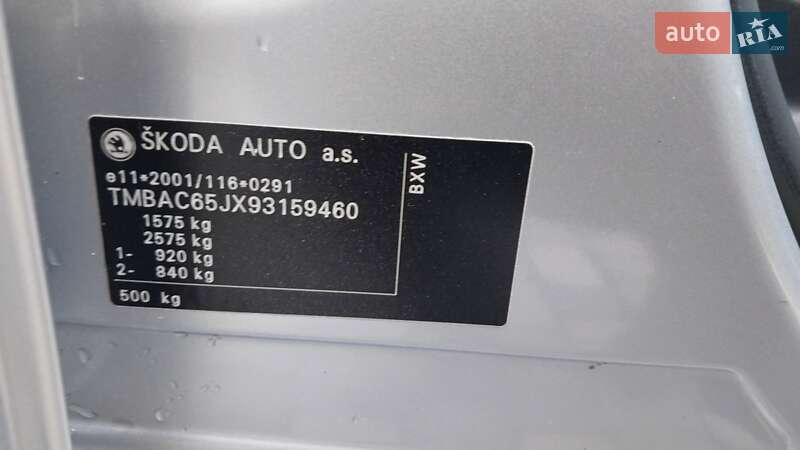 auto RIA.com
ŠKODA AUTO a.s.
e11*2001/116*0291
TMBAC65JX93159460
1575 kg
2575 kg
1- 920 kg
2- 840 kg
500 kg
BXW